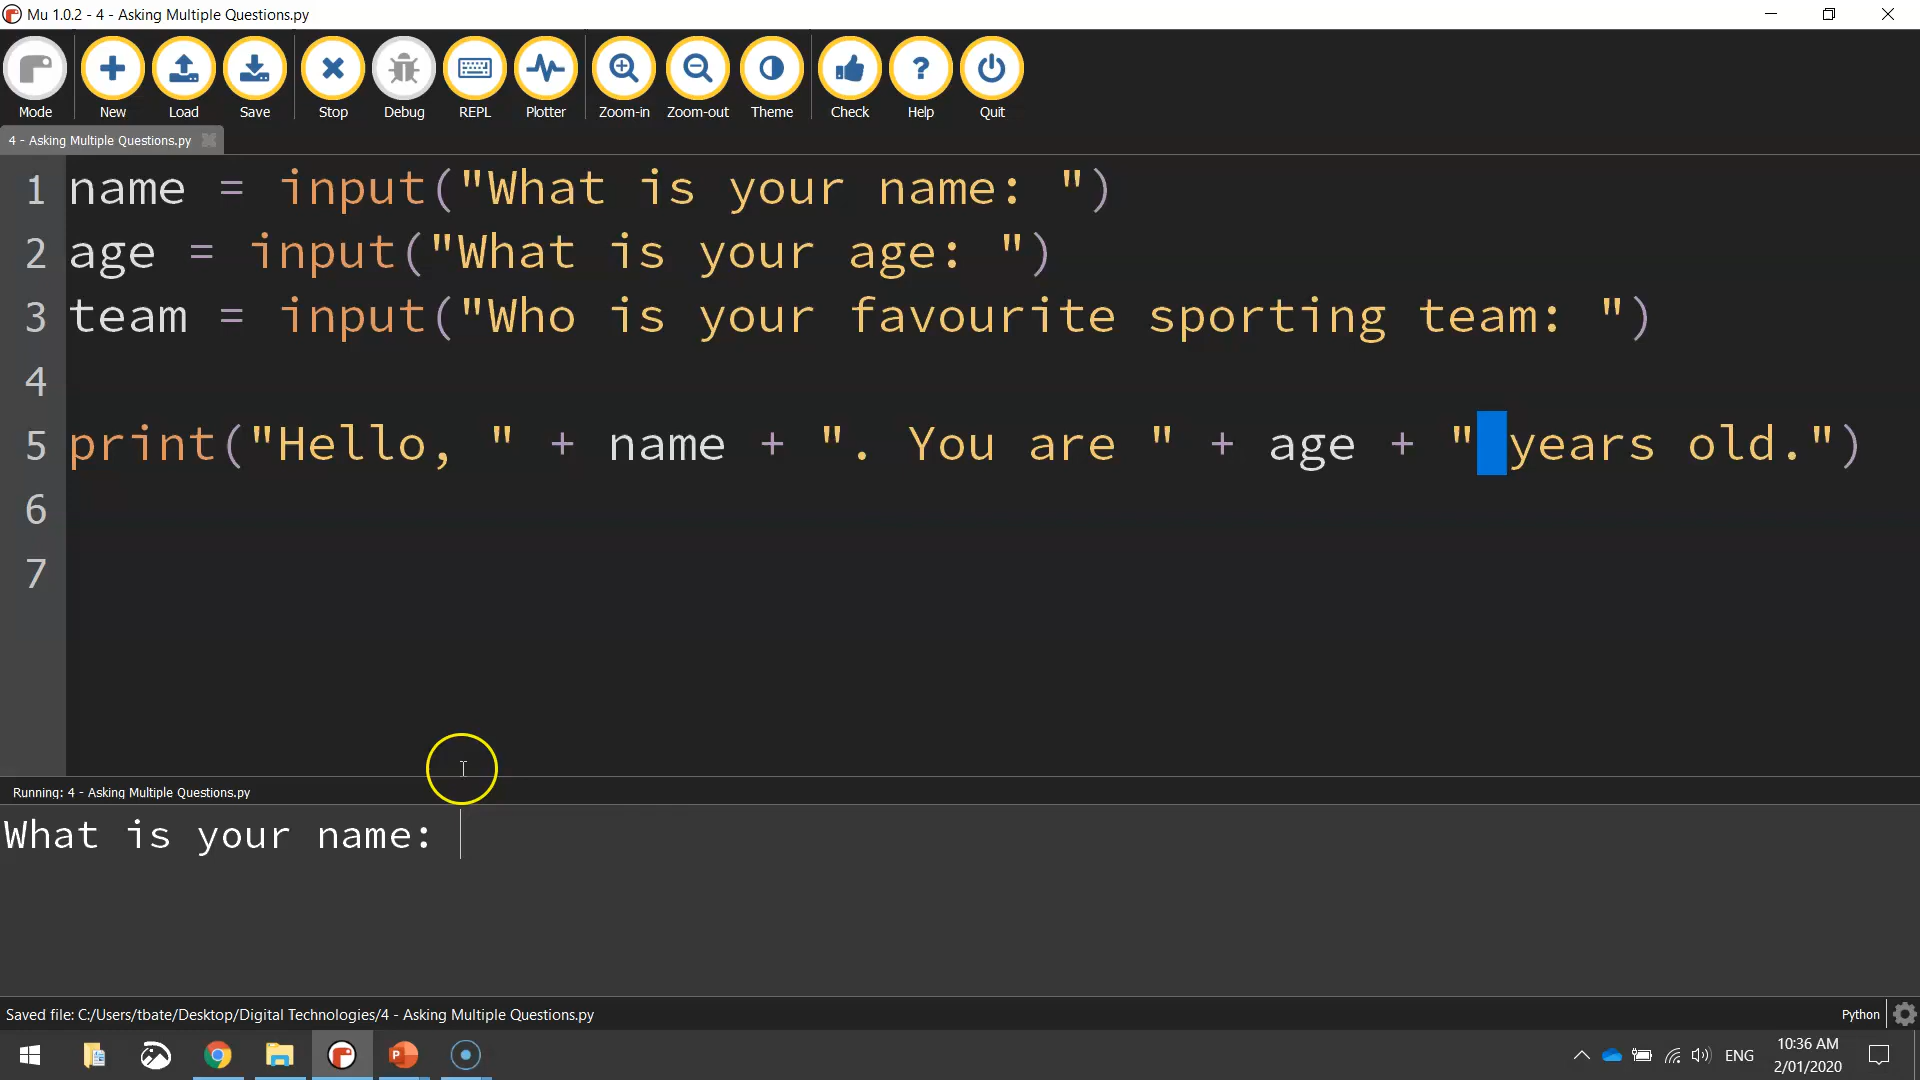 Mu 1.0.2 - 4 - Asking Multiple Questions.py
Mode New Load Save Stop Debug REPL Plotter Zoom-in Zoom-out Theme Check Help Quit
4 - Asking Multiple Questions.py
1 name = input("What is your name: ")
2 age = input("What is your age: ")
3 team = input("Who is your favourite sporting team: ")
4
5 print("Hello, " + name + ". You are " + age + " years old.")
6
7
Running: 4 - Asking Multiple Questions.py
What is your name:
Saved file: C:/Users/tbate/Desktop/Digital Technologies/4 - Asking Multiple Questions.py Python
ENG 10:36 AM
2/01/2020